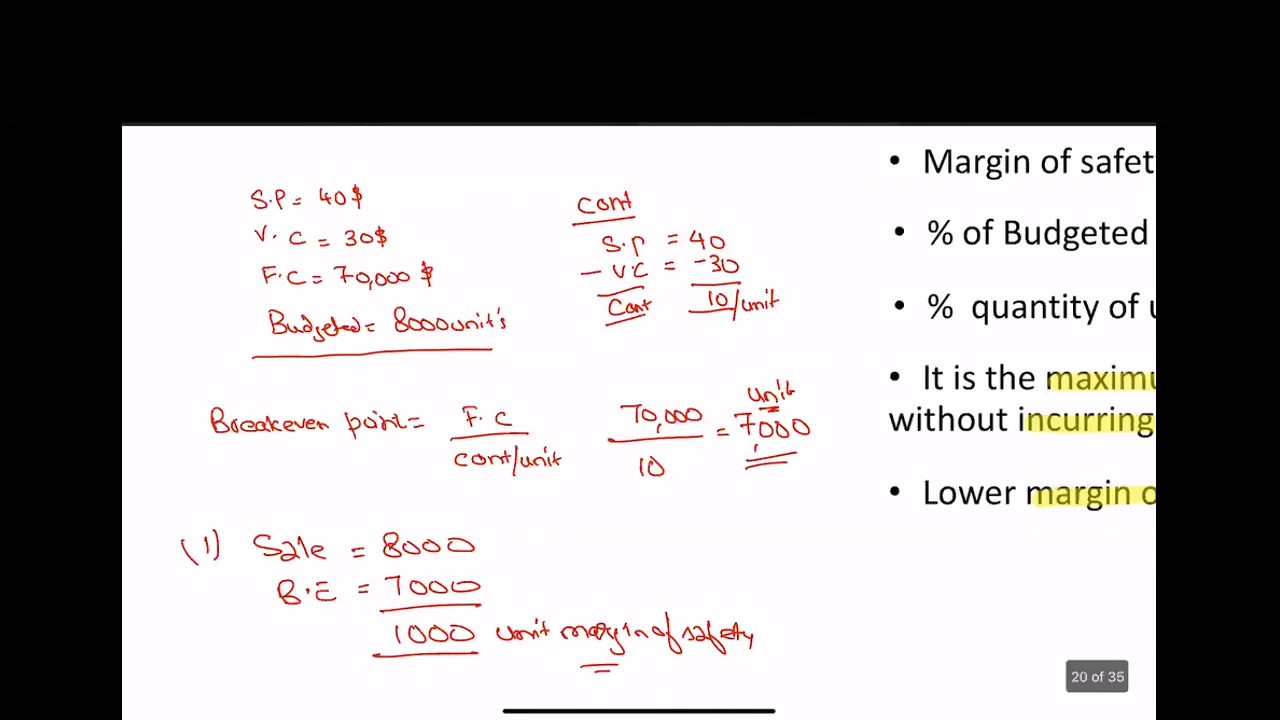 S.P = 40$
V. C = 30$
F. C = 70,000 $
Budgeted = 8000 unit's
Cont
S.P = 40
- V.C = -30
Cont 10/unit
Breakeven point = F. C / cont/unit
70,000 / 10 = 7,000 unit
(1) Sale = 8000
B.E = 7000
1000 unit margin of safety
• Margin of safet
• % of Budgeted
• % quantity of u
• It is the maximu
without incurring
• Lower margin o
20 of 35